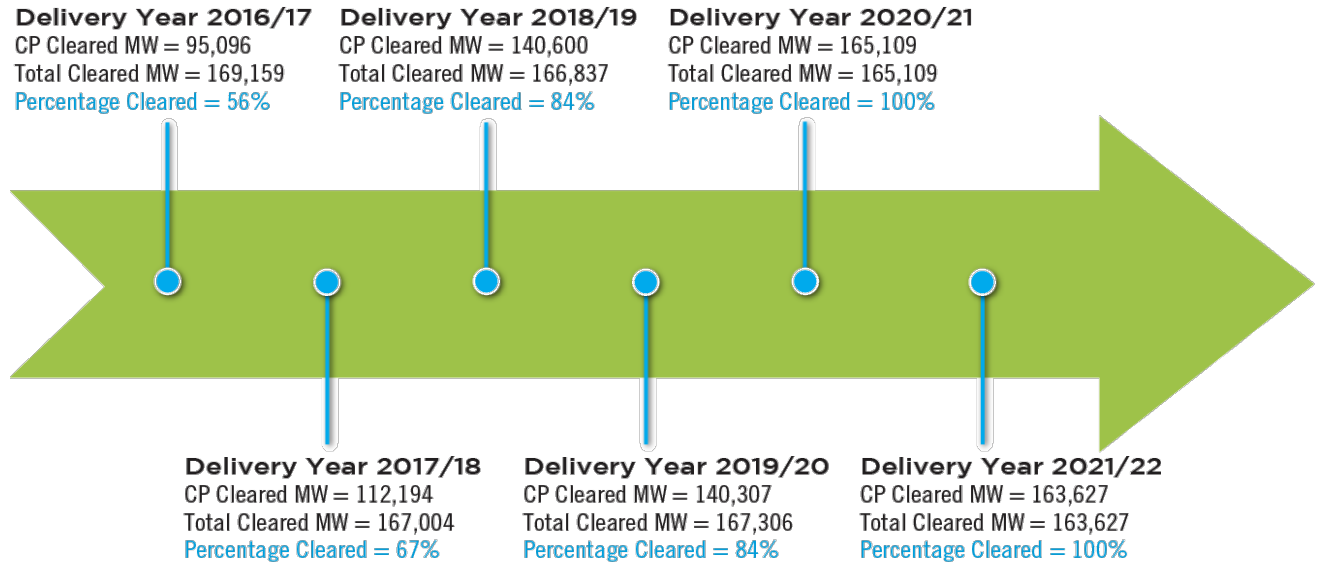 Delivery Year 2016/17
CP Cleared MW = 95,096
Total Cleared MW = 169,159
Percentage Cleared = 56%
Delivery Year 2018/19
CP Cleared MW = 140,600
Total Cleared MW = 166,837
Percentage Cleared = 84%
Delivery Year 2020/21
CP Cleared MW = 165,109
Total Cleared MW = 165,109
Percentage Cleared = 100%
Delivery Year 2017/18
CP Cleared MW = 112,194
Total Cleared MW = 167,004
Percentage Cleared = 67%
Delivery Year 2019/20
CP Cleared MW = 140,307
Total Cleared MW = 167,306
Percentage Cleared = 84%
Delivery Year 2021/22
CP Cleared MW = 163,627
Total Cleared MW = 163,627
Percentage Cleared = 100%